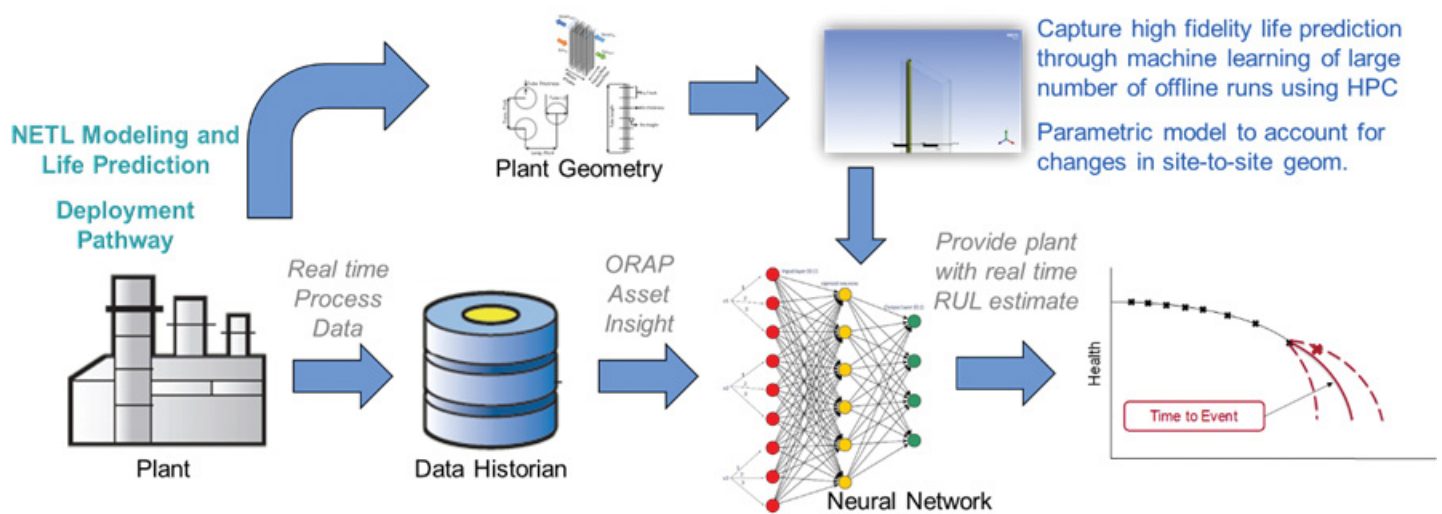 NETL Modeling and
Life Prediction
Deployment
Pathway
Plant Geometry
Capture high fidelity life prediction
through machine learning of large
number of offline runs using HPC
Parametric model to account for
changes in site-to-site geom.
Real time
Process
Data
ORAP
Asset
Insight
Provide plant
with real time
RUL estimate
Plant
Data Historian
Neural Network
Health
Time to Event